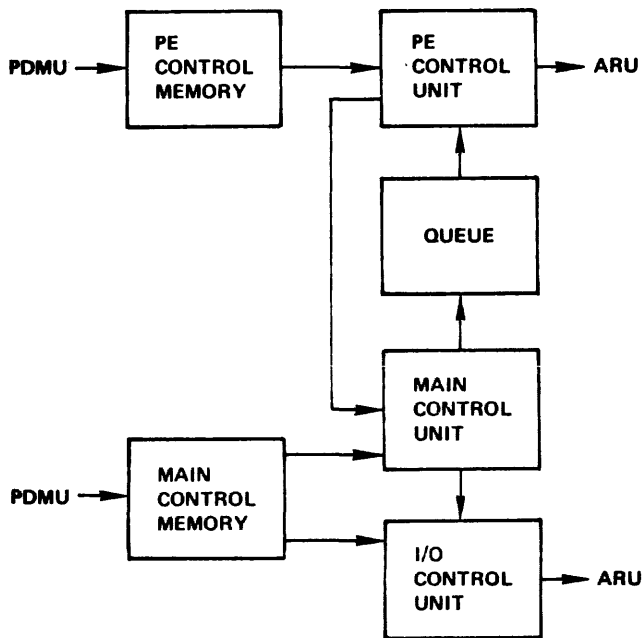 PDMU
PE
CONTROL
MEMORY
PE
CONTROL
UNIT
ARU
QUEUE
MAIN
CONTROL
UNIT
PDMU
MAIN
CONTROL
MEMORY
I/O
CONTROL
UNIT
ARU